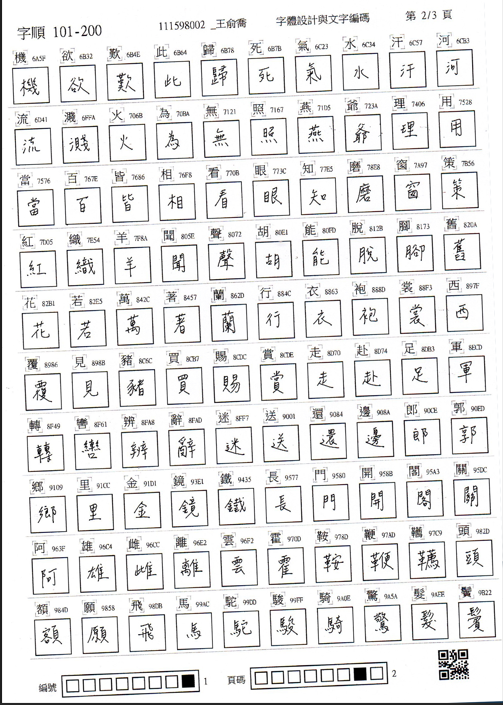 字順 101-200 111598002 _王俞喬 字體設計與文字編碼 第 2/3 頁
機 6A5F 欲 6B32 歎 6B4E 此 6B64 歸 6B78 死 6B7B 氣 6C23 水 6C34 汗 6C57 河 6CB3
機 欲 歎 此 歸 死 氣 水 汗 河
流 6D41 濺 6FFA 火 706B 為 70BA 無 7121 照 7167 燕 71D5 爺 723A 理 7406 用 7528
流 濺 火 為 無 照 燕 爺 理 用
當 7576 百 767E 皆 7686 相 76F8 看 770B 眼 773C 知 77E5 磨 78E8 窗 7A97 策 7B56
當 百 皆 相 看 眼 知 磨 窗 策
紅 7D05 織 7E54 羊 7F8A 聞 805E 聲 8072 胡 80E1 能 80FD 脫 812B 腳 8173 舊 820A
紅 織 羊 聞 聲 胡 能 脫 腳 舊
花 82B1 若 82E5 萬 842C 著 8457 蘭 862D 行 884C 衣 8863 袍 888D 裳 88F3 西 897F
花 若 萬 著 蘭 行 衣 袍 裳 西
覆 8986 見 898B 豬 8C6C 買 8CB7 賜 8CDC 賞 8CDE 走 8D70 赴 8D74 足 8DB3 軍 8ECD
覆 見 豬 買 賜 賞 走 赴 足 軍
轉 8F49 轡 8F61 辨 8FA8 辭 8FAD 迷 8FF7 送 9001 還 9084 邊 908A 郎 90CE 郭 90ED
轉 轡 辨 辭 迷 送 還 邊 郎 郭
鄉 9109 里 91CC 金 91D1 鏡 93E1 鐵 9435 長 9577 門 9580 開 958B 閣 95A3 關 95DC
鄉 里 金 鏡 鐵 長 門 開 閣 關
阿 963F 雄 96C4 雌 96CC 離 96E2 雲 96F2 霍 970D 鞍 978D 鞭 97AD 韉 97C9 頭 982D
阿 雄 雌 離 雲 霍 鞍 鞭 韉 頭
額 984D 願 9858 飛 98DB 馬 99AC 駝 99DD 駿 99FF 騎 9A0E 驚 9A5A 髮 9AEE 鬢 9B22
額 願 飛 馬 駝 駿 騎 驚 髮 鬢
編號 1 頁碼 2